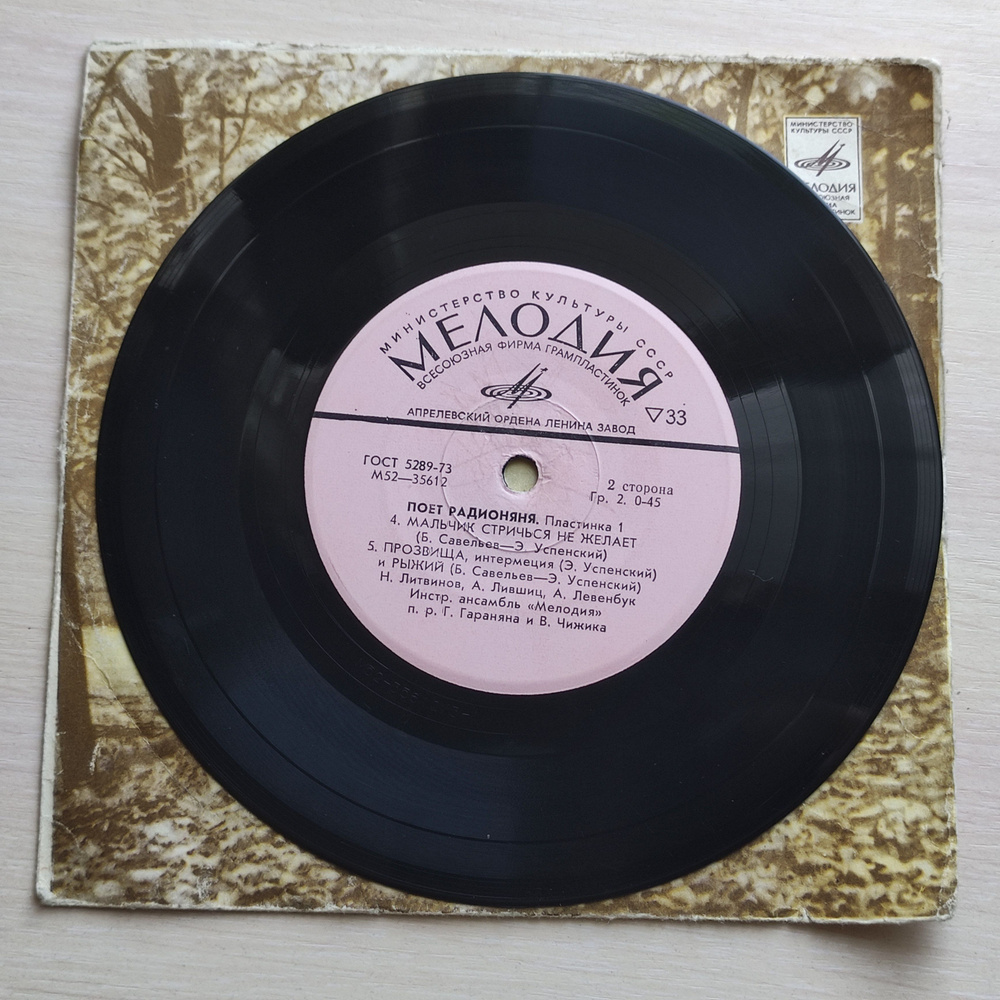 МИНИСТЕРСТВО
КУЛЬТУРЫ СССР
МИНИСТЕРСТВО КУЛЬТУРЫ СССР
МЕЛОДИЯ
ВСЕСОЮЗНАЯ ФИРМА ГРАМПЛАСТИНОК
▽33
АПРЕЛЕВСКИЙ ОРДЕНА ЛЕНИНА ЗАВОД
ГОСТ 5289-73
М52—35612
2 сторона
Гр. 2. 0-45
ПОЕТ РАДИОНЯНЯ. Пластинка 1
4. МАЛЬЧИК СТРИЧЬСЯ НЕ ЖЕЛАЕТ
(Б. Савельев—Э. Успенский)
5. ПРОЗВИЩА, интермеция (Э. Успенский)
и РЫЖИЙ (Б. Савельев—Э. Успенский)
Н. Литвинов, А. Лившиц, А. Левенбук
Инстр. ансамбль «Мелодия»
п. р. Г. Гараняна и В. Чижика